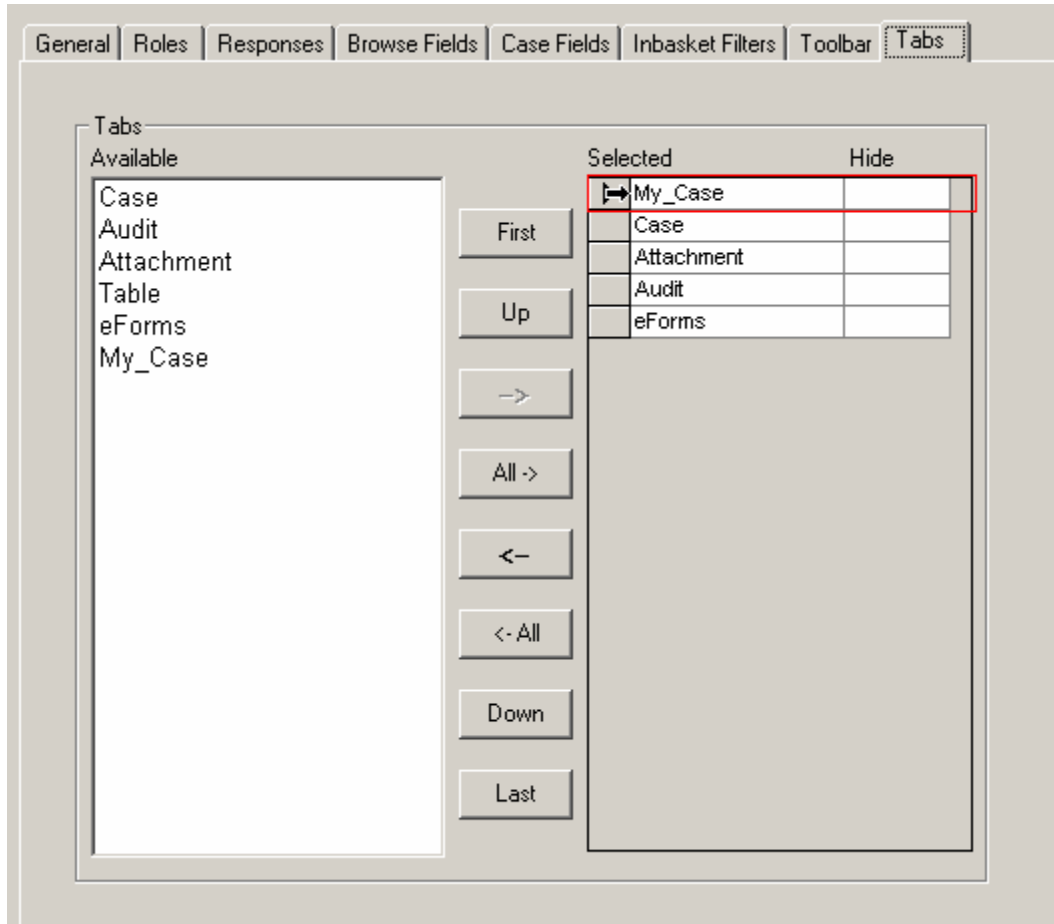 General Roles Responses Browse Fields Case Fields Inbasket Filters Toolbar Tabs
Tabs
Available
Case
Audit
Attachment
Table
eForms
My_Case
First
Up
-->
All ->
<--
<- All
Down
Last
Selected Hide
My_Case
Case
Attachment
Audit
eForms